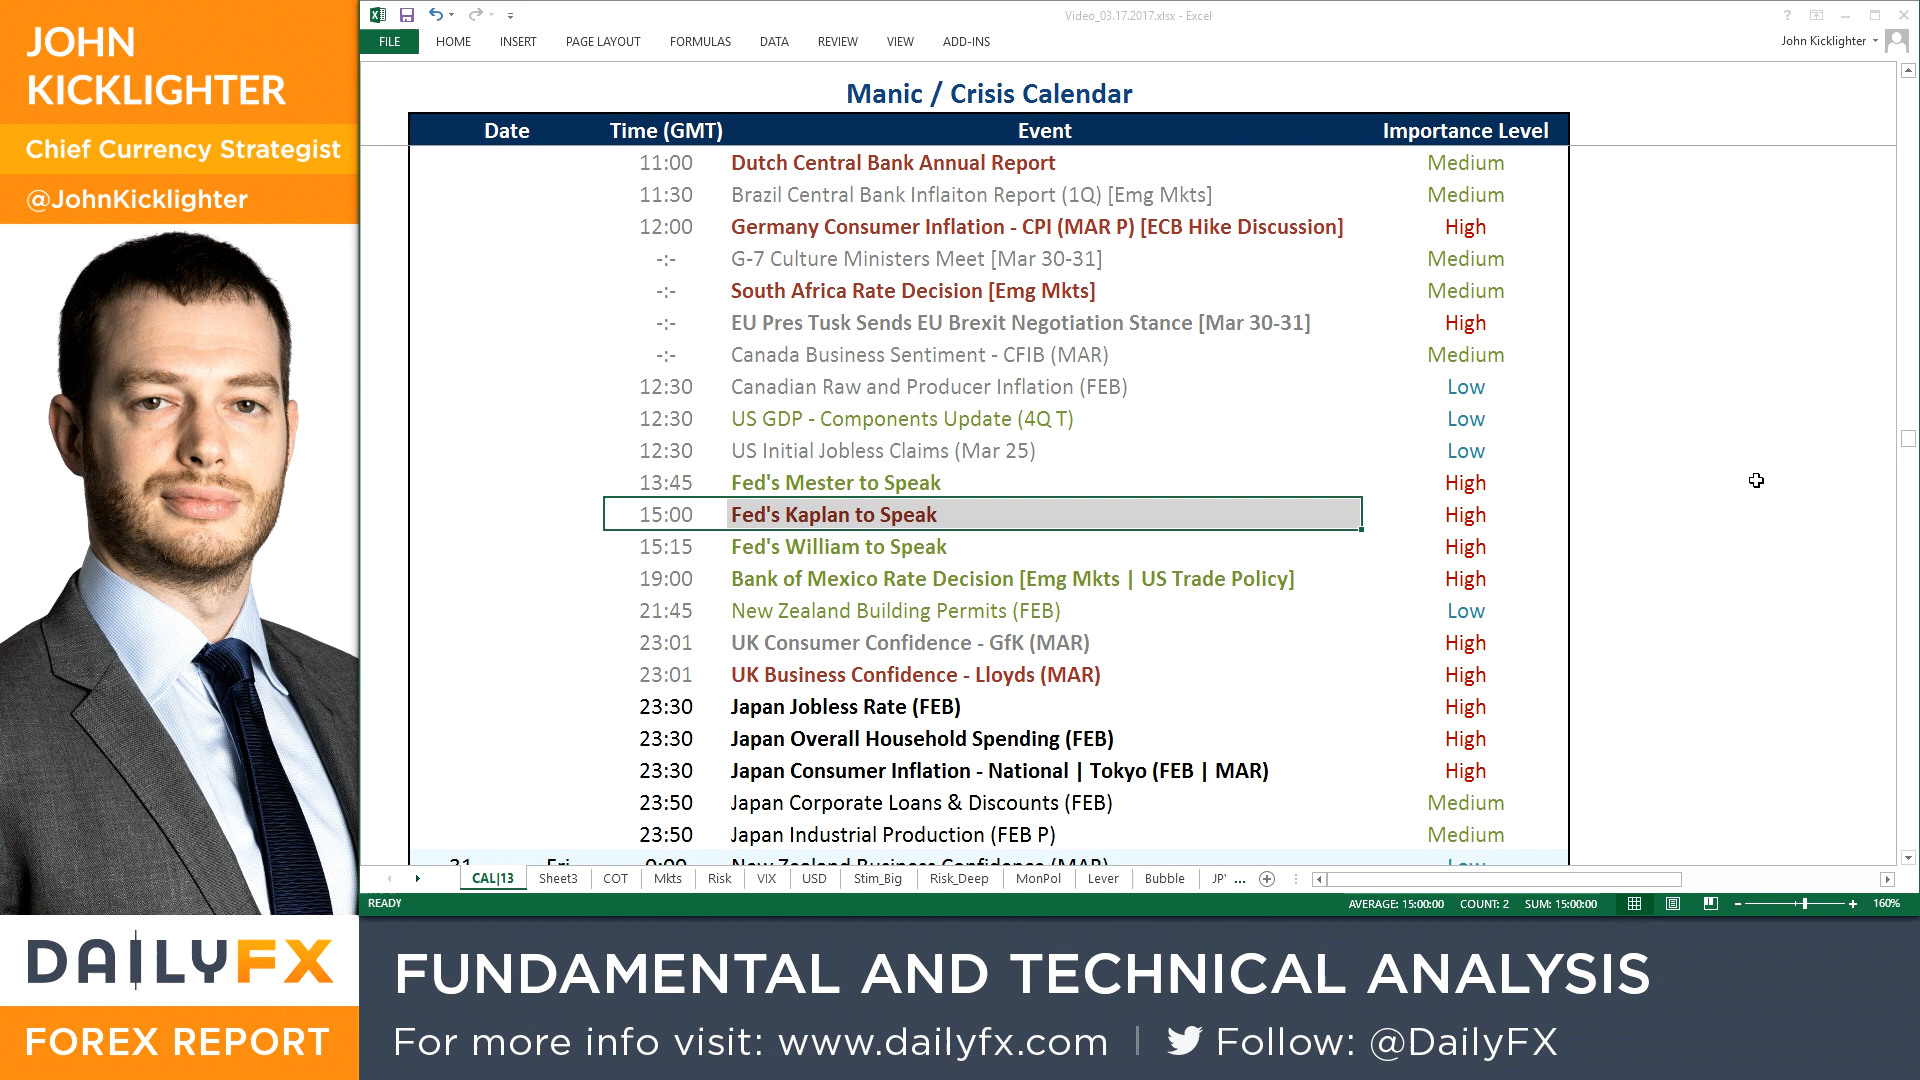 JOHN
KICKLIGHTER
Chief Currency Strategist
@JohnKicklighter
Video_03.17.2017.xlsx - Excel
FILE HOME INSERT PAGE LAYOUT FORMULAS DATA REVIEW VIEW ADD-INS
John Kicklighter
Manic / Crisis Calendar
Date Time (GMT) Event Importance Level
11:00 Dutch Central Bank Annual Report Medium
11:30 Brazil Central Bank Inflaiton Report (1Q) [Emg Mkts] Medium
12:00 Germany Consumer Inflation - CPI (MAR P) [ECB Hike Discussion] High
-:- G-7 Culture Ministers Meet [Mar 30-31] Medium
-:- South Africa Rate Decision [Emg Mkts] Medium
-:- EU Pres Tusk Sends EU Brexit Negotiation Stance [Mar 30-31] High
-:- Canada Business Sentiment - CFIB (MAR) Medium
12:30 Canadian Raw and Producer Inflation (FEB) Low
12:30 US GDP - Components Update (4Q T) Low
12:30 US Initial Jobless Claims (Mar 25) Low
13:45 Fed's Mester to Speak High
15:00 Fed's Kaplan to Speak High
15:15 Fed's William to Speak High
19:00 Bank of Mexico Rate Decision [Emg Mkts | US Trade Policy] High
21:45 New Zealand Building Permits (FEB) Low
23:01 UK Consumer Confidence - GfK (MAR) High
23:01 UK Business Confidence - Lloyds (MAR) High
23:30 Japan Jobless Rate (FEB) High
23:30 Japan Overall Household Spending (FEB) High
23:30 Japan Consumer Inflation - National | Tokyo (FEB | MAR) High
23:50 Japan Corporate Loans & Discounts (FEB) Medium
23:50 Japan Industrial Production (FEB P) Medium
31 Fri 0:00 New Zealand Business Confidence (MAR) Low
CAL|13 Sheet3 COT Mkts Risk VIX USD Stim_Big Risk_Deep MonPol Lever Bubble JP' ...
READY AVERAGE: 15:00:00 COUNT: 2 SUM: 15:00:00 160%
DAILYFX
FOREX REPORT
FUNDAMENTAL AND TECHNICAL ANALYSIS
For more info visit: www.dailyfx.com | Follow: @DailyFX